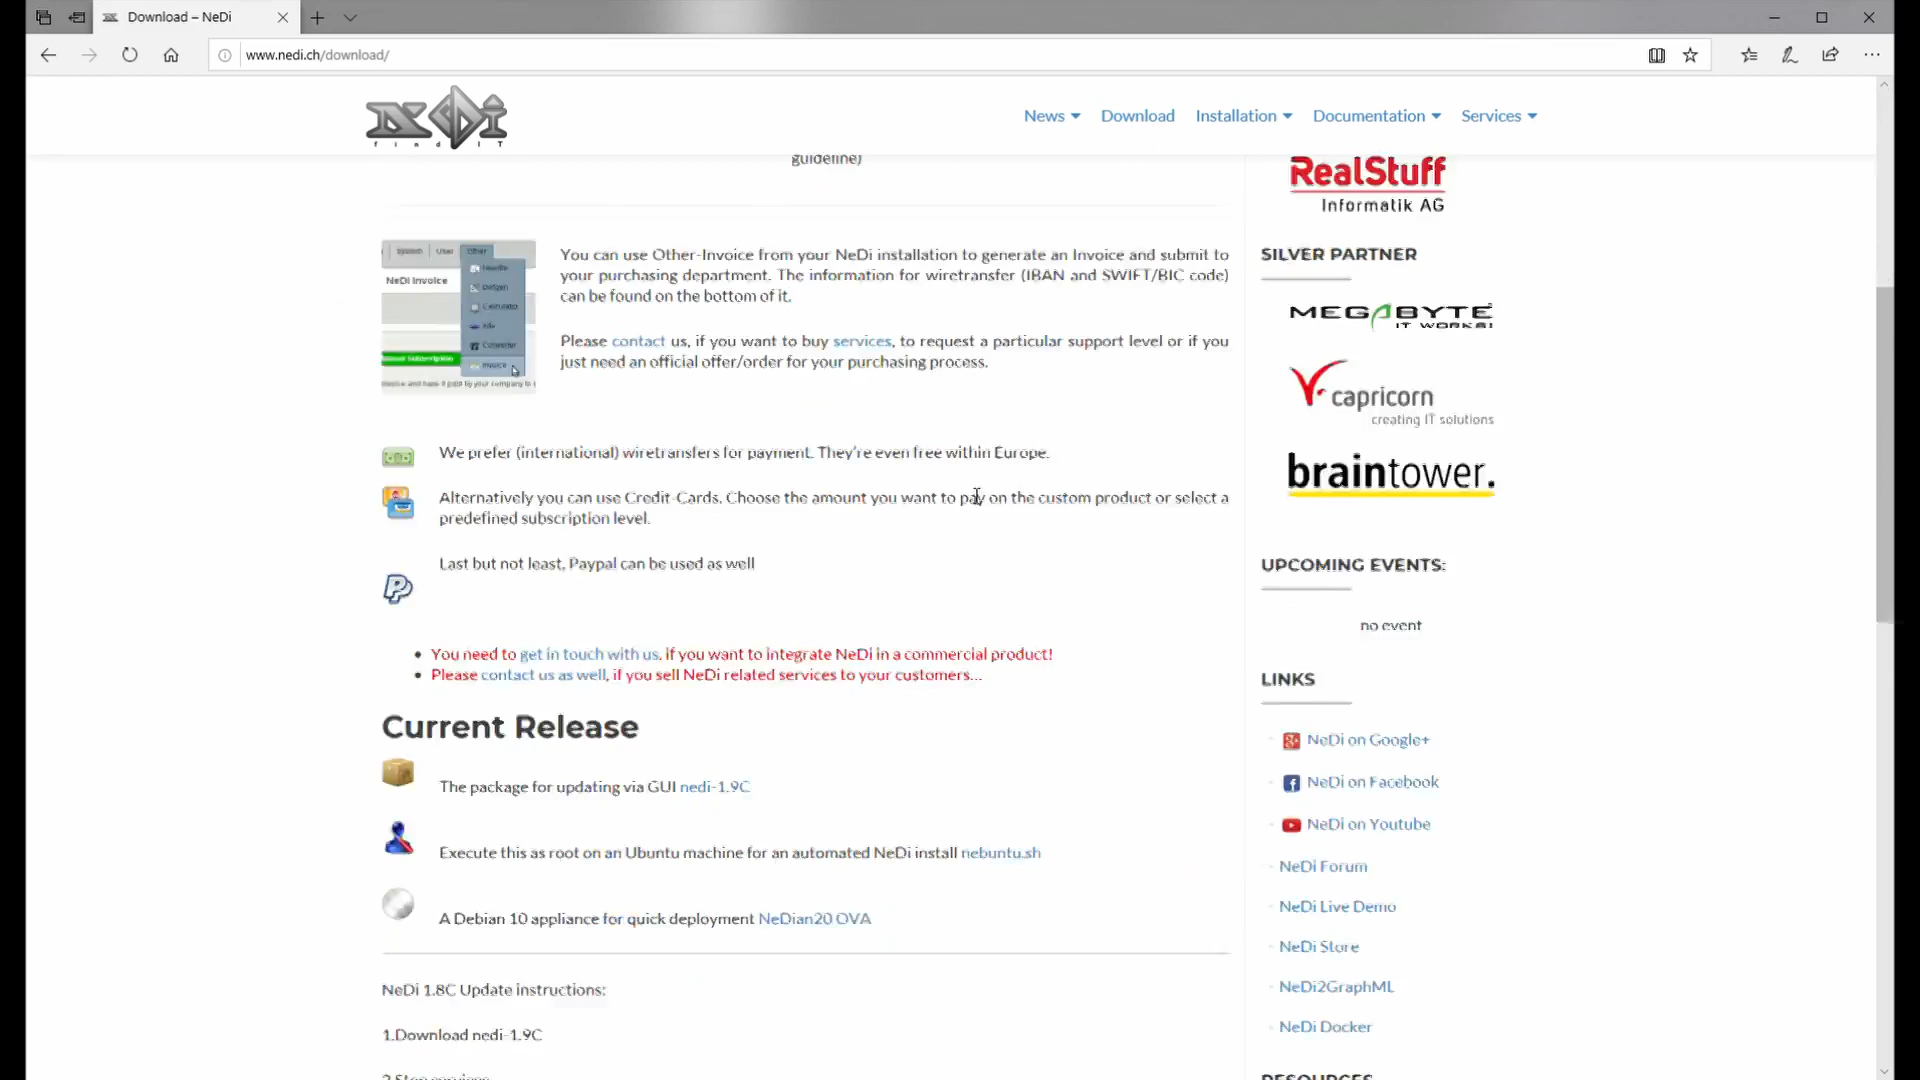 Download – NeDi
www.nedi.ch/download/
NeDi
find IT
News
Download
Installation
Documentation
Services
guideline)
System User Other
NeDi Invoice
Defgen
Calculator
Converter
Invoice
You can use Other-Invoice from your NeDi installation to generate an Invoice and submit to
your purchasing department. The information for wiretransfer (IBAN and SWIFT/BIC code)
can be found on the bottom of it.
Please contact us, if you want to buy services, to request a particular support level or if you
just need an official offer/order for your purchasing process.
We prefer (international) wiretransfers for payment. They're even free within Europe.
Alternatively you can use Credit-Cards. Choose the amount you want to pay on the custom product or select a
predefined subscription level.
Last but not least, Paypal can be used as well
• You need to get in touch with us, if you want to integrate NeDi in a commercial product!
• Please contact us as well, if you sell NeDi related services to your customers...
Current Release
The package for updating via GUI nedi-1.9C
Execute this as root on an Ubuntu machine for an automated NeDi install nebuntu.sh
A Debian 10 appliance for quick deployment NeDian20 OVA
NeDi 1.8C Update instructions:
1.Download nedi-1.9C
2.Stop services
RealStuff
Informatik AG
SILVER PARTNER
MEGABYTE
IT WORKS!
capricorn
creating IT solutions
braintower.
UPCOMING EVENTS:
no event
LINKS
NeDi on Google+
NeDi on Facebook
NeDi on Youtube
NeDi Forum
NeDi Live Demo
NeDi Store
NeDi2GraphML
NeDi Docker
RESOURCES